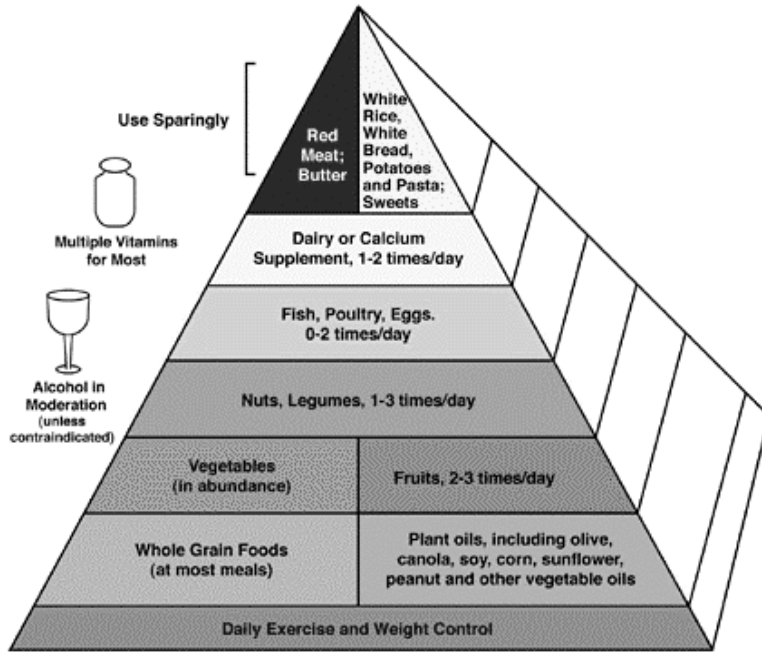 Use Sparingly
Red
Meat;
Butter
White
Rice,
White
Bread,
Potatoes
and Pasta;
Sweets
Multiple Vitamins
for Most
Dairy or Calcium
Supplement, 1-2 times/day
Fish, Poultry, Eggs.
0-2 times/day
Alcohol in
Moderation
(unless
contraindicated)
Nuts, Legumes, 1-3 times/day
Vegetables
(in abundance)
Fruits, 2-3 times/day
Whole Grain Foods
(at most meals)
Plant oils, including olive,
canola, soy, corn, sunflower,
peanut and other vegetable oils
Daily Exercise and Weight Control